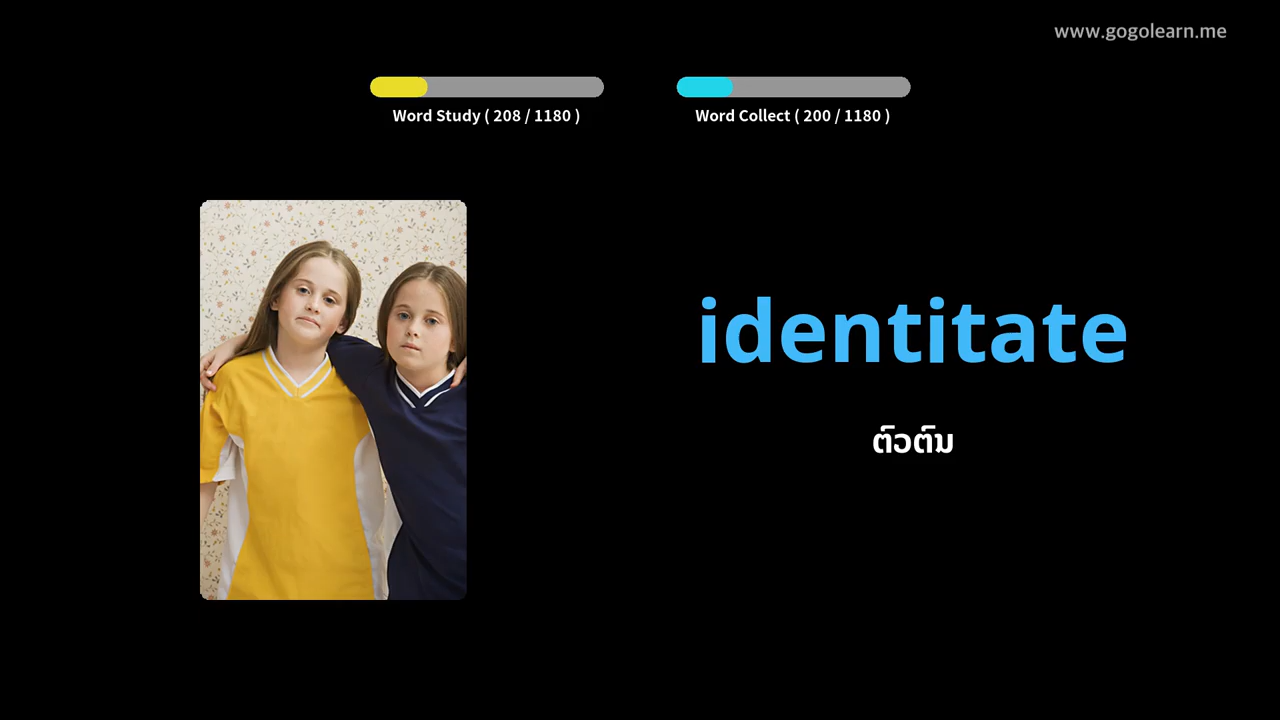 www.gogolearn.me
Word Study ( 208 / 1180 )
Word Collect ( 200 / 1180 )
identitate
ຕົວຕົນ